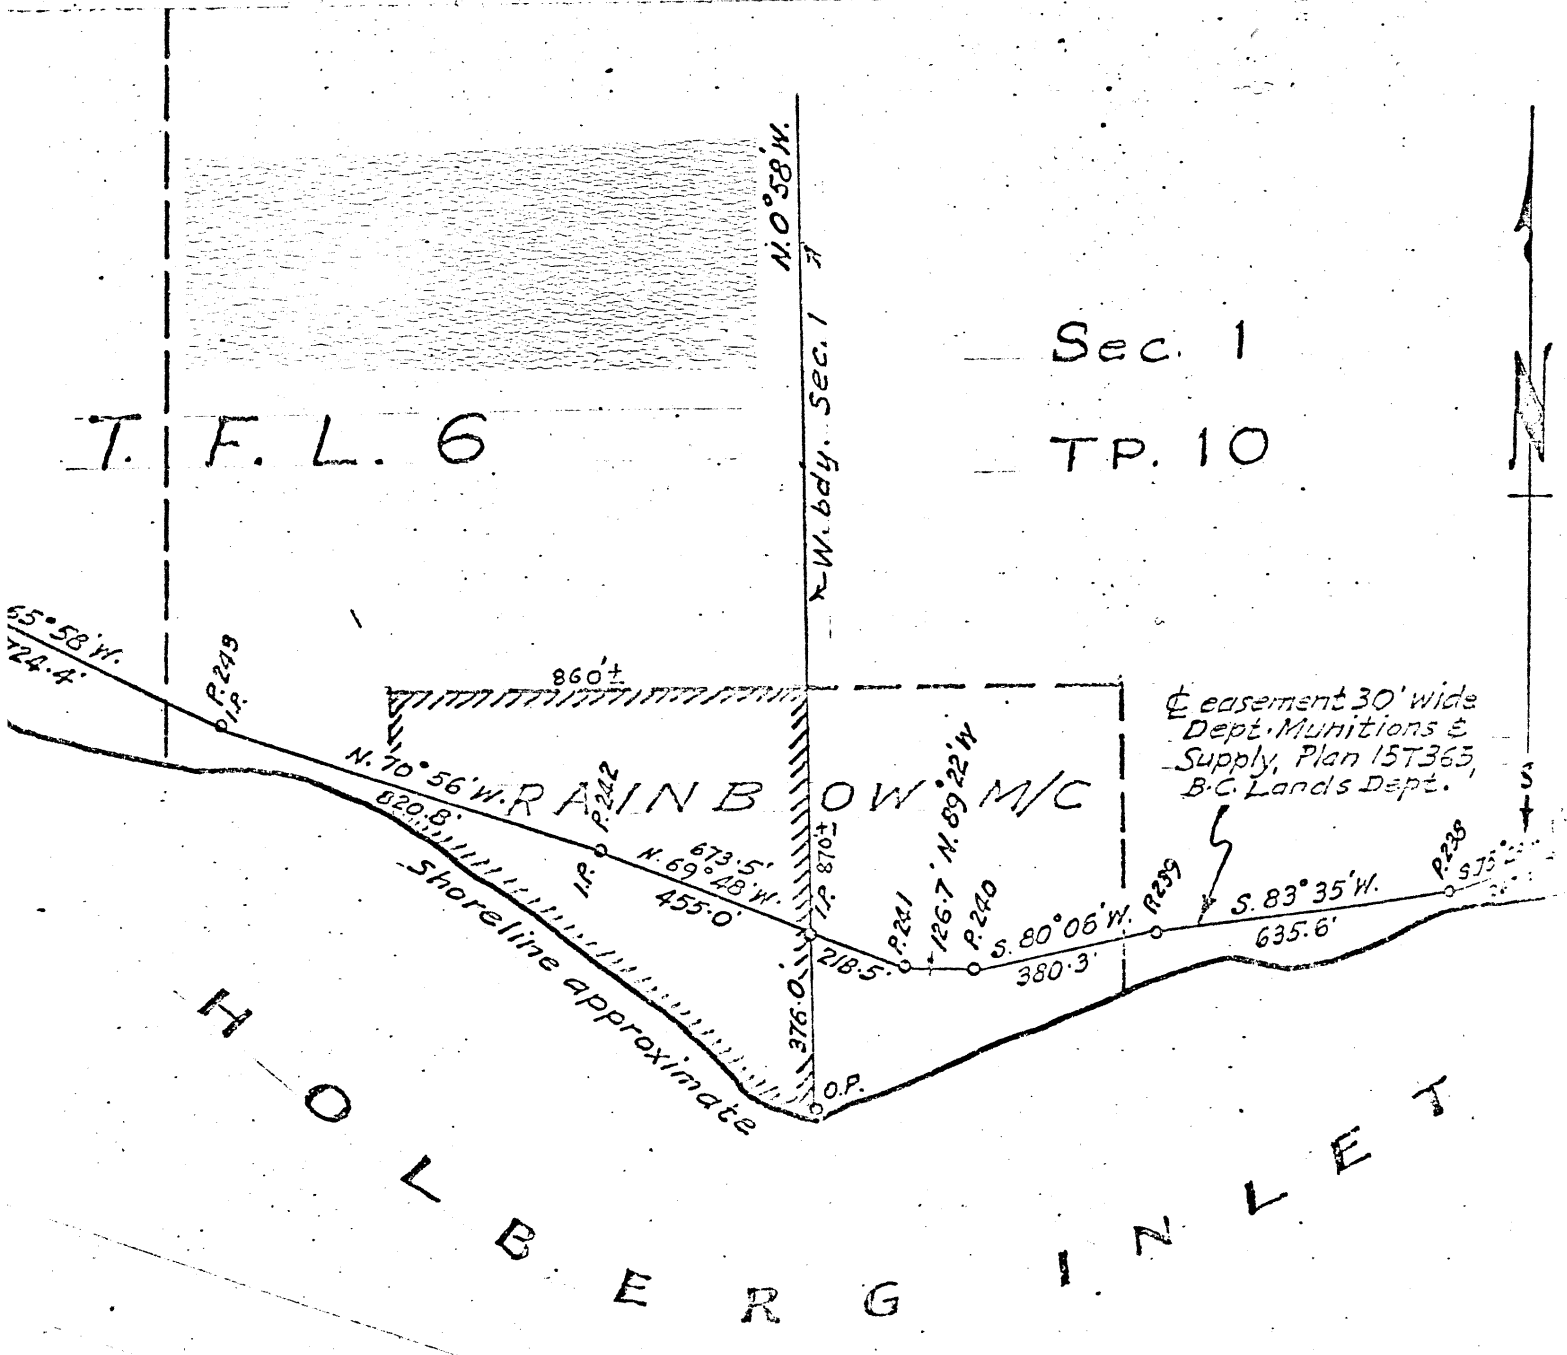 N.0°58'W.
W. bdy. Sec. 1
Sec. 1
TP. 10
T. F. L. 6
N
S
65°58'W.
724.4'
P.243
I.P.
860'±
N. 70°56'W.
820.8'
RAINBOW M/C
P.242
I.P.
673.5'
N. 69°48'W.
455.0'
I.P. 870'±
218.5'
P.241
126.7' N.89°22'W
P.240
S. 80°06'W.
380.3'
P.239
S. 83°35'W.
635.6'
P.238
℄ easement 30' wide
Dept. Munitions &
Supply, Plan 15T365,
B.C. Lands Dept.
Shoreline approximate
376.0
O.P.
HOLBERG INLET